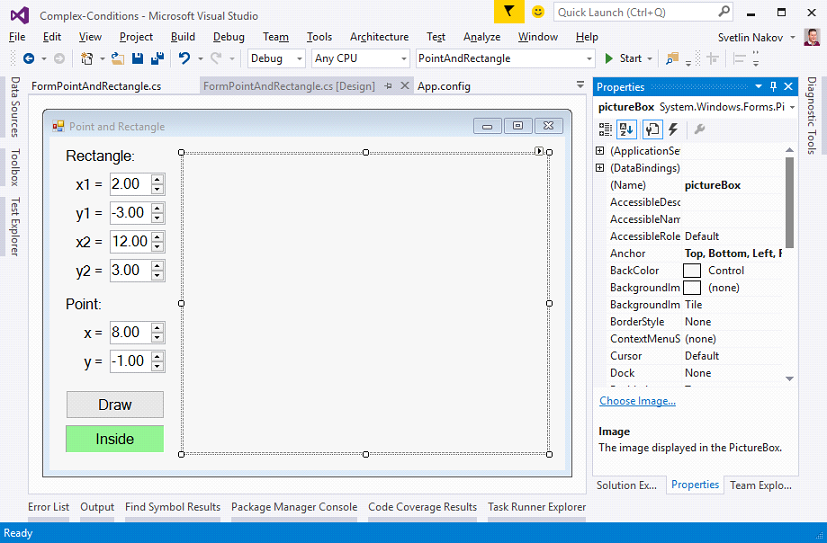 Complex-Conditions - Microsoft Visual Studio
Quick Launch (Ctrl+Q)
File Edit View Project Build Debug Team Tools Architecture Test Analyze Window Help Svetlin Nakov
Debug Any CPU PointAndRectangle Start
Data Sources
Toolbox
Test Explorer
FormPointAndRectangle.cs FormPointAndRectangle.cs [Design] App.config
Point and Rectangle
Rectangle:
x1 = 2.00
y1 = -3.00
x2 = 12.00
y2 = 3.00
Point:
x = 8.00
y = -1.00
Draw
Inside
Properties
pictureBox System.Windows.Forms.Pi
(ApplicationSe
(DataBindings)
(Name) pictureBox
AccessibleDesc
AccessibleNam
AccessibleRole Default
Anchor Top, Bottom, Left, F
BackColor Control
BackgroundIm (none)
BackgroundIm Tile
BorderStyle None
ContextMenuS (none)
Cursor Default
Dock None
Choose Image...
Image
The image displayed in the PictureBox.
Solution Ex... Properties Team Explo...
Diagnostic Tools
Error List Output Find Symbol Results Package Manager Console Code Coverage Results Task Runner Explorer
Ready